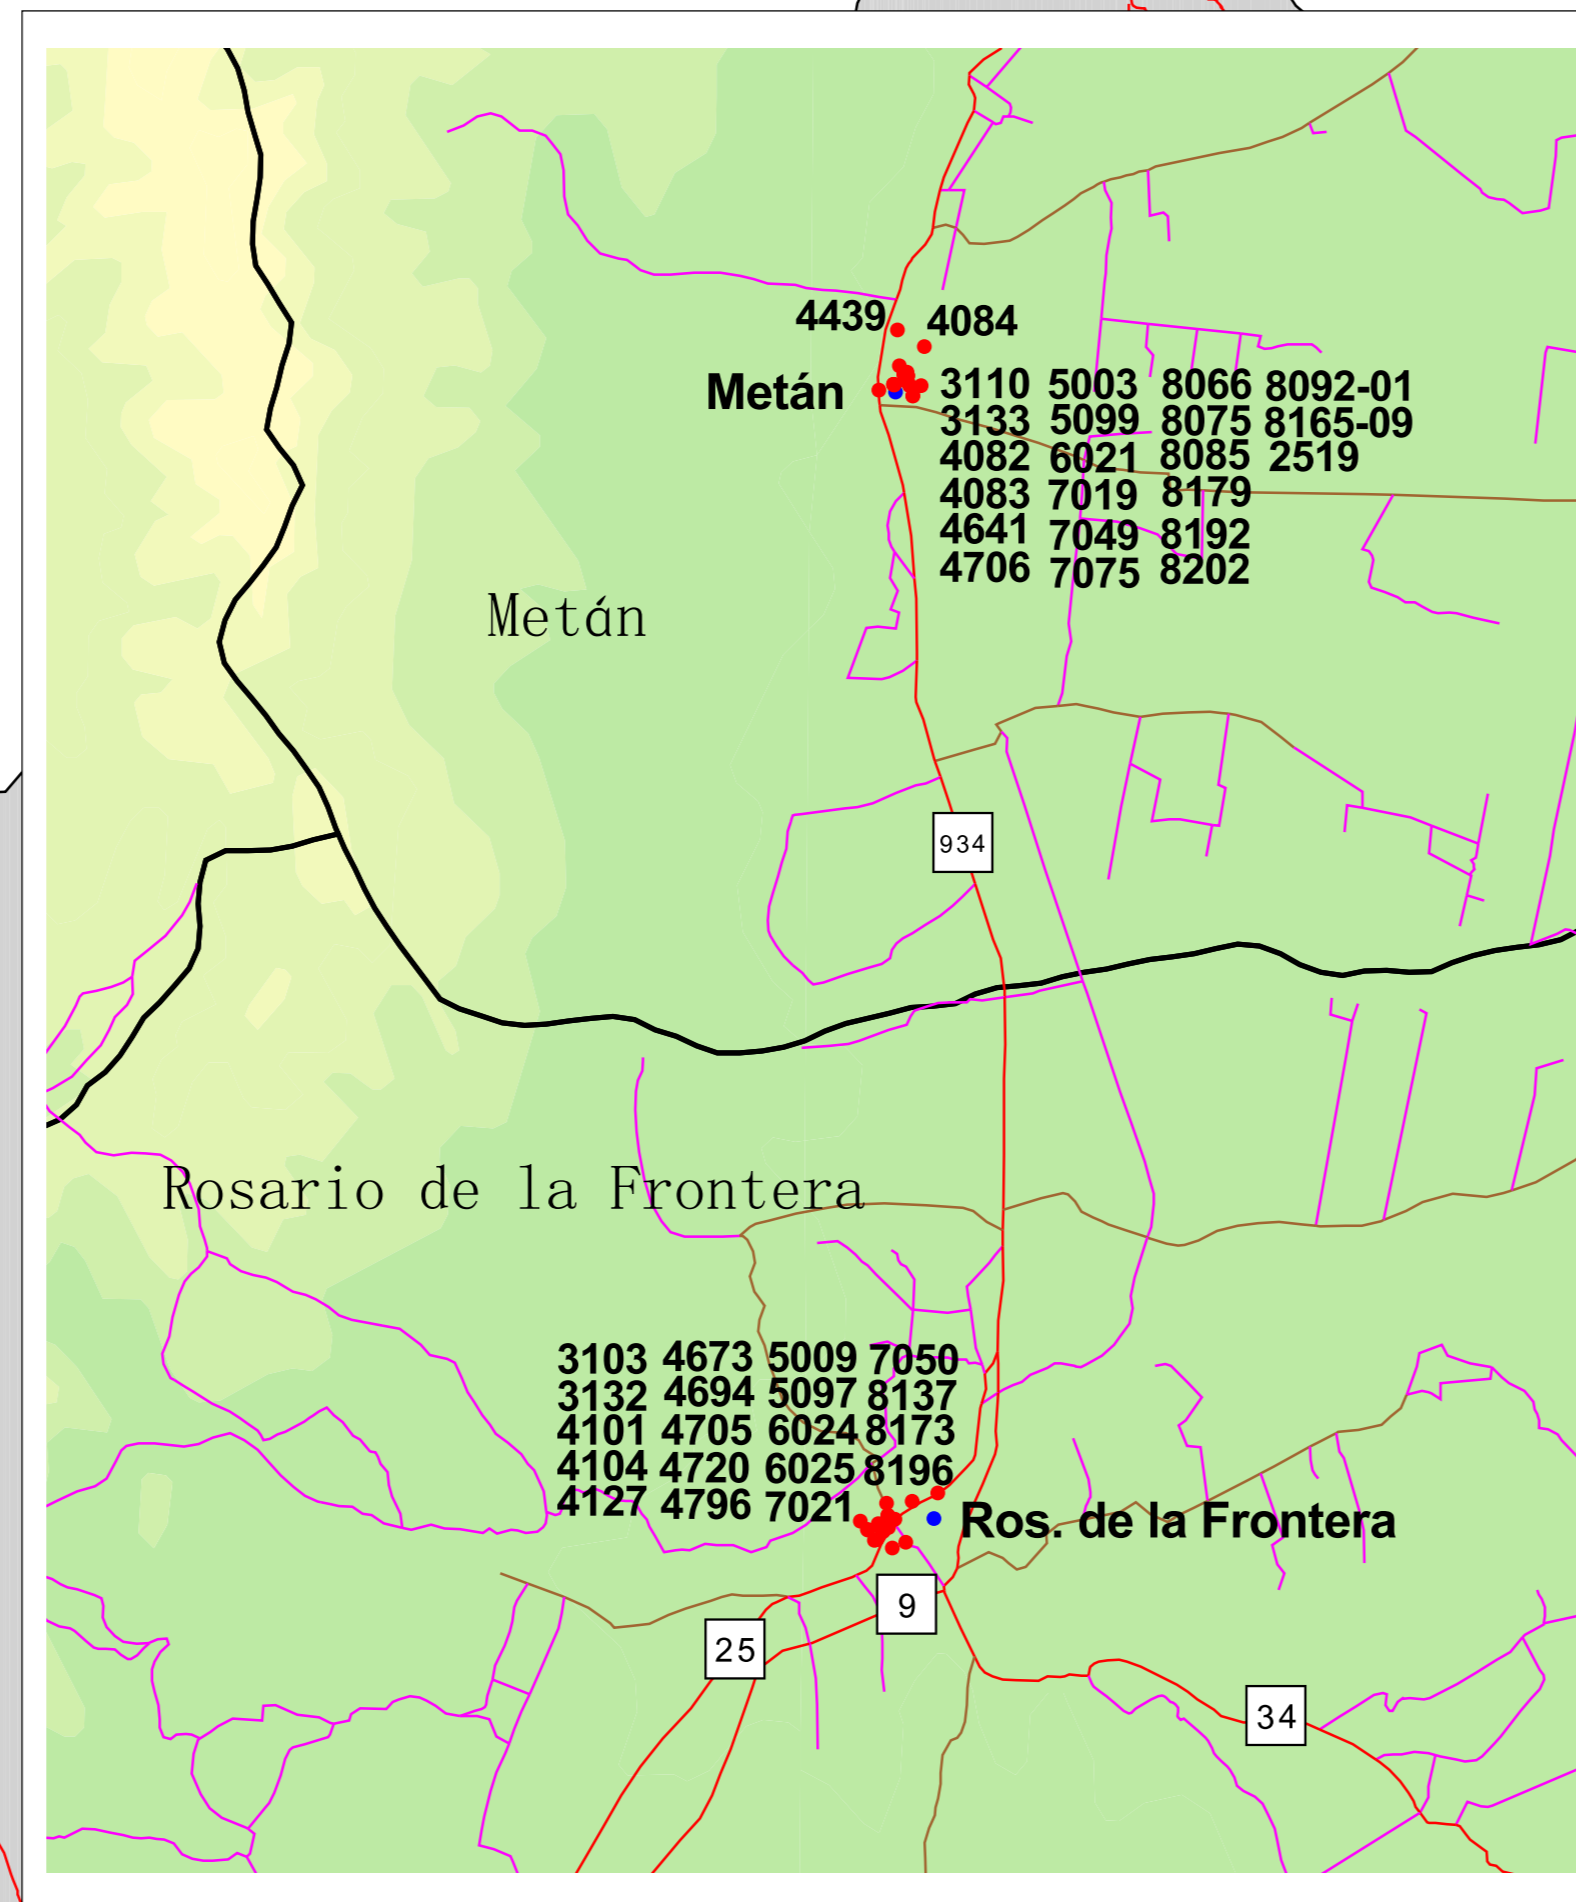 4439 4084
Metán
3110 5003 8066 8092-01
3133 5099 8075 8165-09
4082 6021 8085 2519
4083 7019 8179
4641 7049 8192
4706 7075 8202
Metán
934
Rosario de la Frontera
3103 4673 5009 7050
3132 4694 5097 8137
4101 4705 6024 8173
4104 4720 6025 8196
4127 4796 7021
Ros. de la Frontera
9
25
34